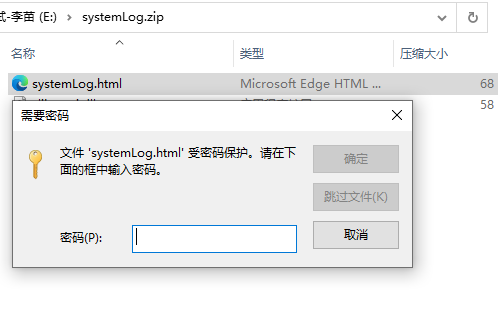 式-李苗 (E:) > systemLog.zip
名称 类型 压缩大小
systemLog.html Microsoft Edge HTML ... 68
58
需要密码
文件 'systemLog.html' 受密码保护。请在下
面的框中输入密码。
确定
跳过文件(K)
密码(P):
取消